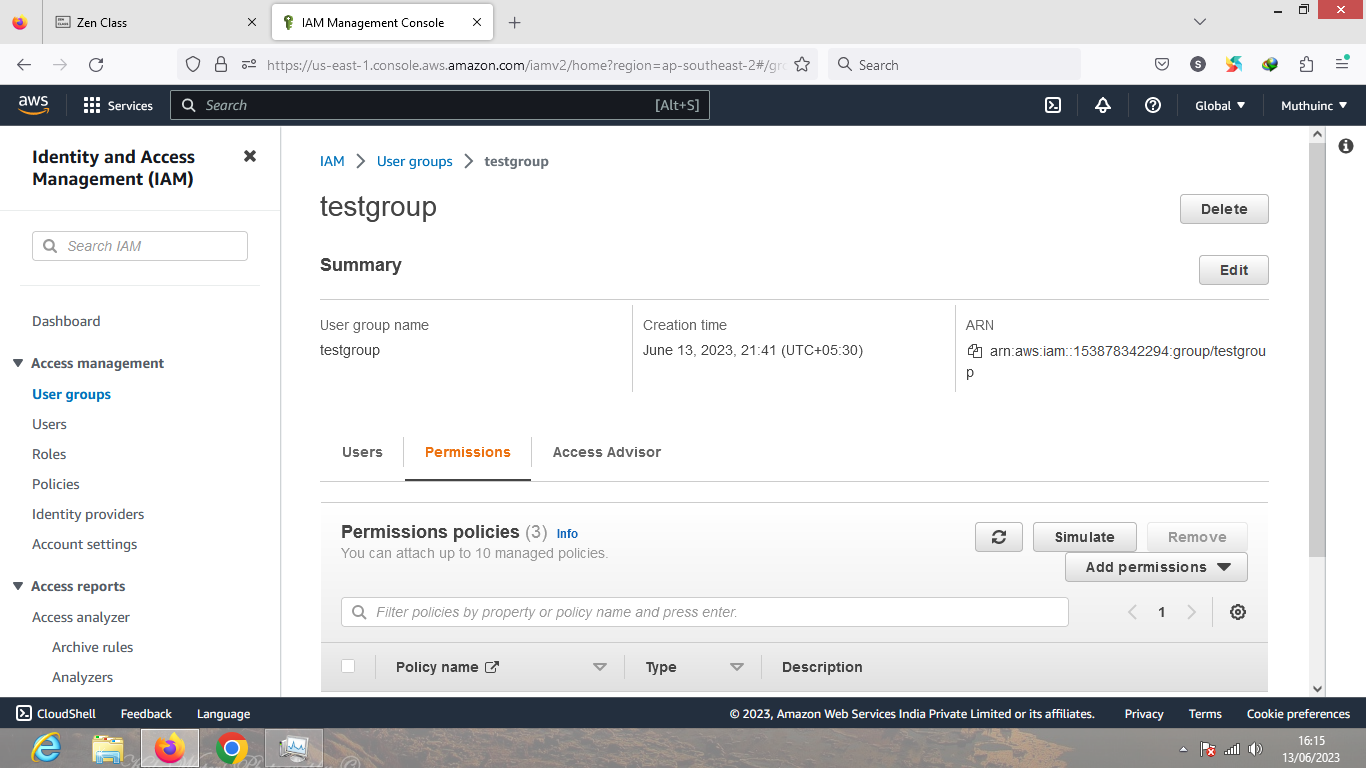 Zen Class
IAM Management Console
https://us-east-1.console.aws.amazon.com/iamv2/home?region=ap-southeast-2#/gr
Search
S
aws
Services
Search
[Alt+S]
Global
Muthuinc
Identity and Access
Management (IAM)
Search IAM
Dashboard
Access management
User groups
Users
Roles
Policies
Identity providers
Account settings
Access reports
Access analyzer
Archive rules
Analyzers
IAM
User groups
testgroup
testgroup
Delete
Summary
Edit
User group name
testgroup
Creation time
June 13, 2023, 21:41 (UTC+05:30)
ARN
arn:aws:iam::153878342294:group/testgrou
p
Users
Permissions
Access Advisor
Permissions policies (3) Info
You can attach up to 10 managed policies.
Simulate
Remove
Add permissions
Filter policies by property or policy name and press enter.
1
Policy name
Type
Description
CloudShell
Feedback
Language
© 2023, Amazon Web Services India Private Limited or its affiliates.
Privacy
Terms
Cookie preferences
16:15
13/06/2023